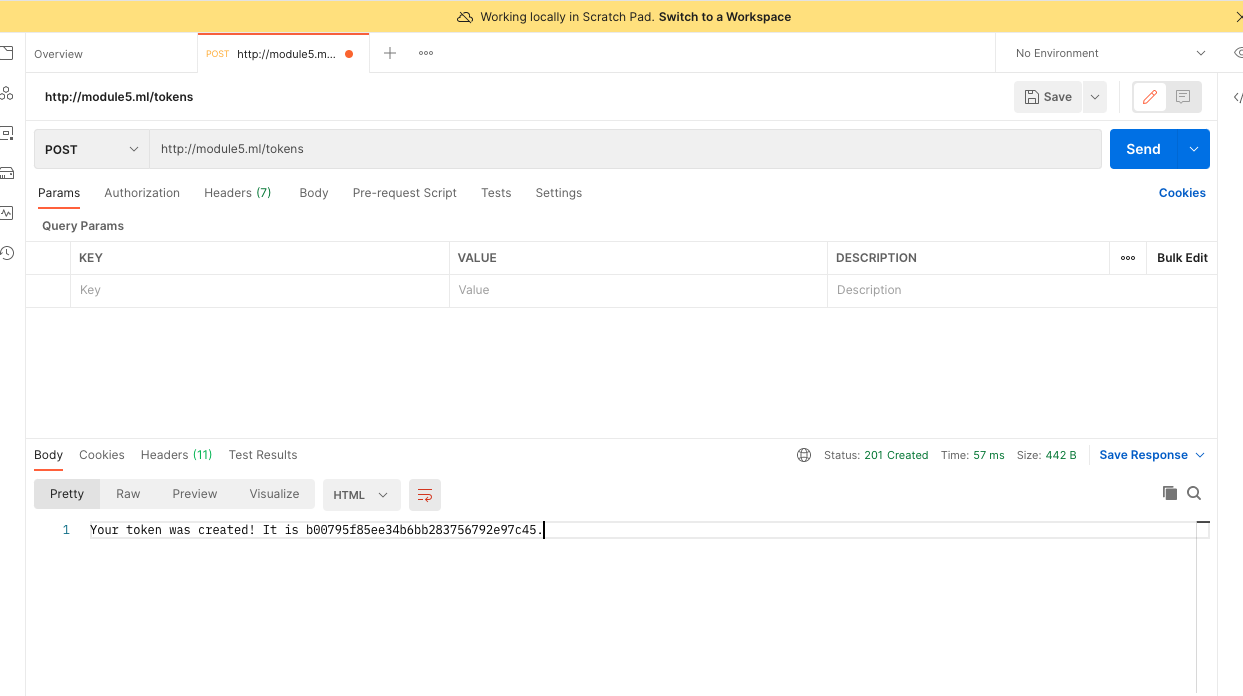 Working locally in Scratch Pad. Switch to a Workspace
Overview
POST http://module5.m...
No Environment
http://module5.ml/tokens
Save
POST
http://module5.ml/tokens
Send
Params Authorization Headers (7) Body Pre-request Script Tests Settings Cookies
Query Params
KEY VALUE DESCRIPTION Bulk Edit
Key Value Description
Body Cookies Headers (11) Test Results Status: 201 Created Time: 57 ms Size: 442 B Save Response
Pretty Raw Preview Visualize HTML
1 Your token was created! It is b00795f85ee34b6bb283756792e97c45.